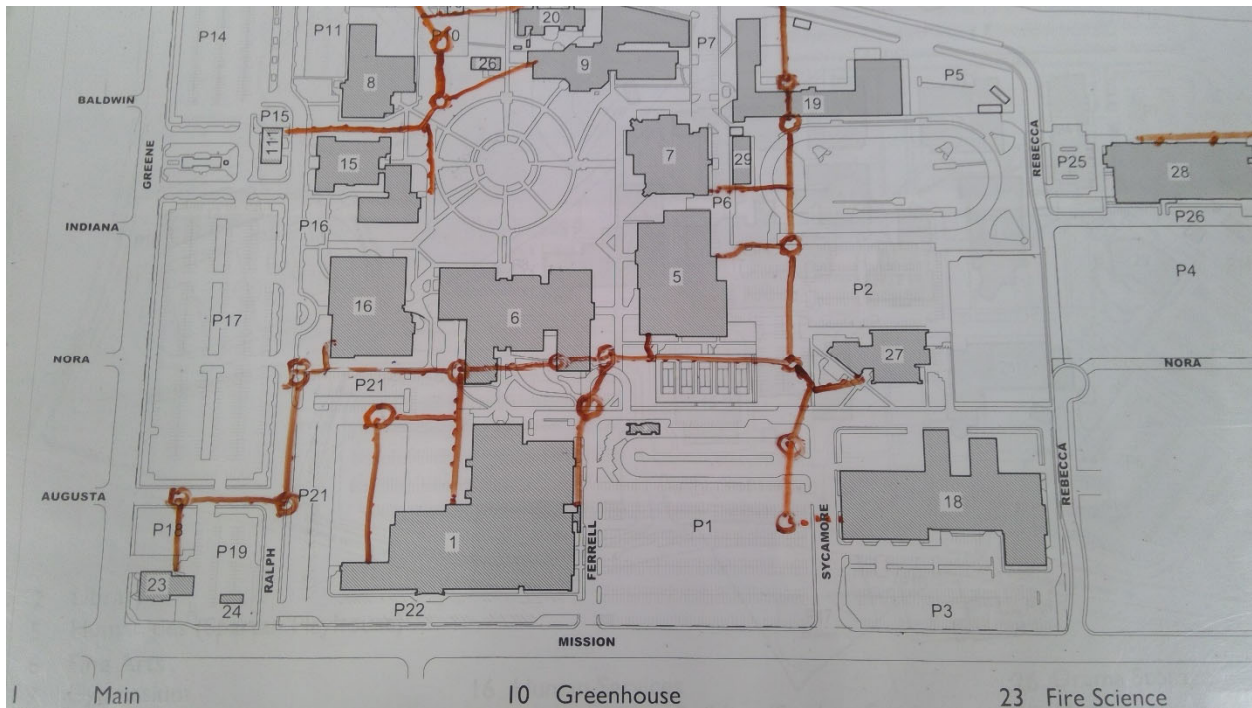 P14
P11
P10
20
P7
8
26
9
P5
BALDWIN
19
P15
111
GREENE
15
7
29
REBECCA
P25
28
P6
P26
INDIANA
P16
P4
16
6
5
P2
P17
NORA
27
NORA
P21
AUGUSTA
P21
REBECCA
P18
18
P1
1
P19
RALPH
FERRELL
SYCAMORE
23
24
P22
P3
MISSION
1 Main 10 Greenhouse 23 Fire Science